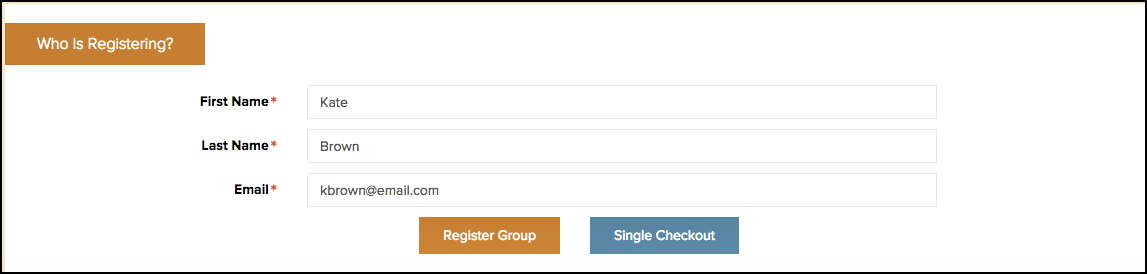 Who Is Registering?
First Name* Kate
Last Name* Brown
Email* kbrown@email.com
Register Group Single Checkout